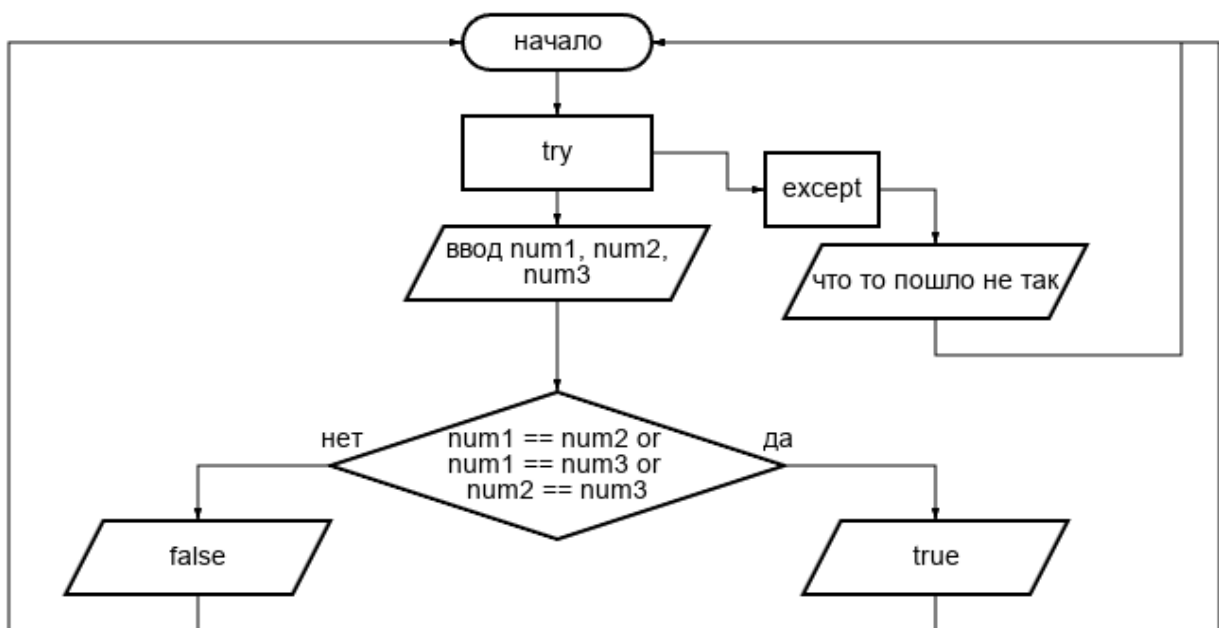 начало
try
except
ввод num1, num2,
num3
что то пошло не так
нет
да
num1 == num2 or
num1 == num3 or
num2 == num3
false
true